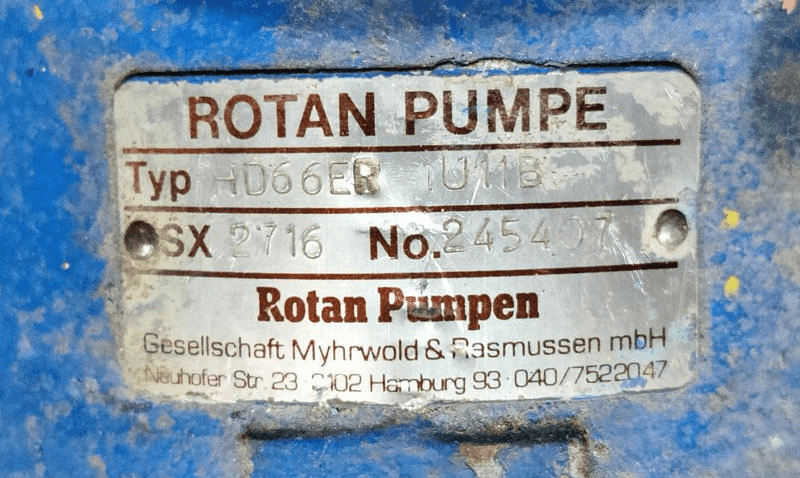 ROTAN PUMPE
Typ HD66ER 1U11B
SX 2716 No. 245407
Rotan Pumpen
Gesellschaft Myhrwold & Rasmussen mbH
Neuhofer Str. 23 · 2102 Hamburg 93 · 040/7522047